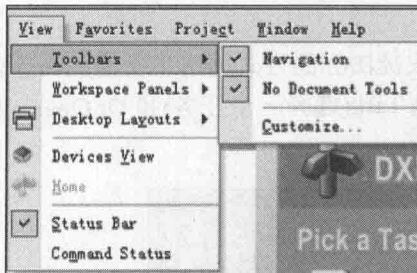 View Favorites Project Window Help
Toolbars
Navigation
Workspace Panels
No Document Tools
Desktop Layouts
Customize...
Devices View
DX
Home
Status Bar
Pick a Tas
Command Status